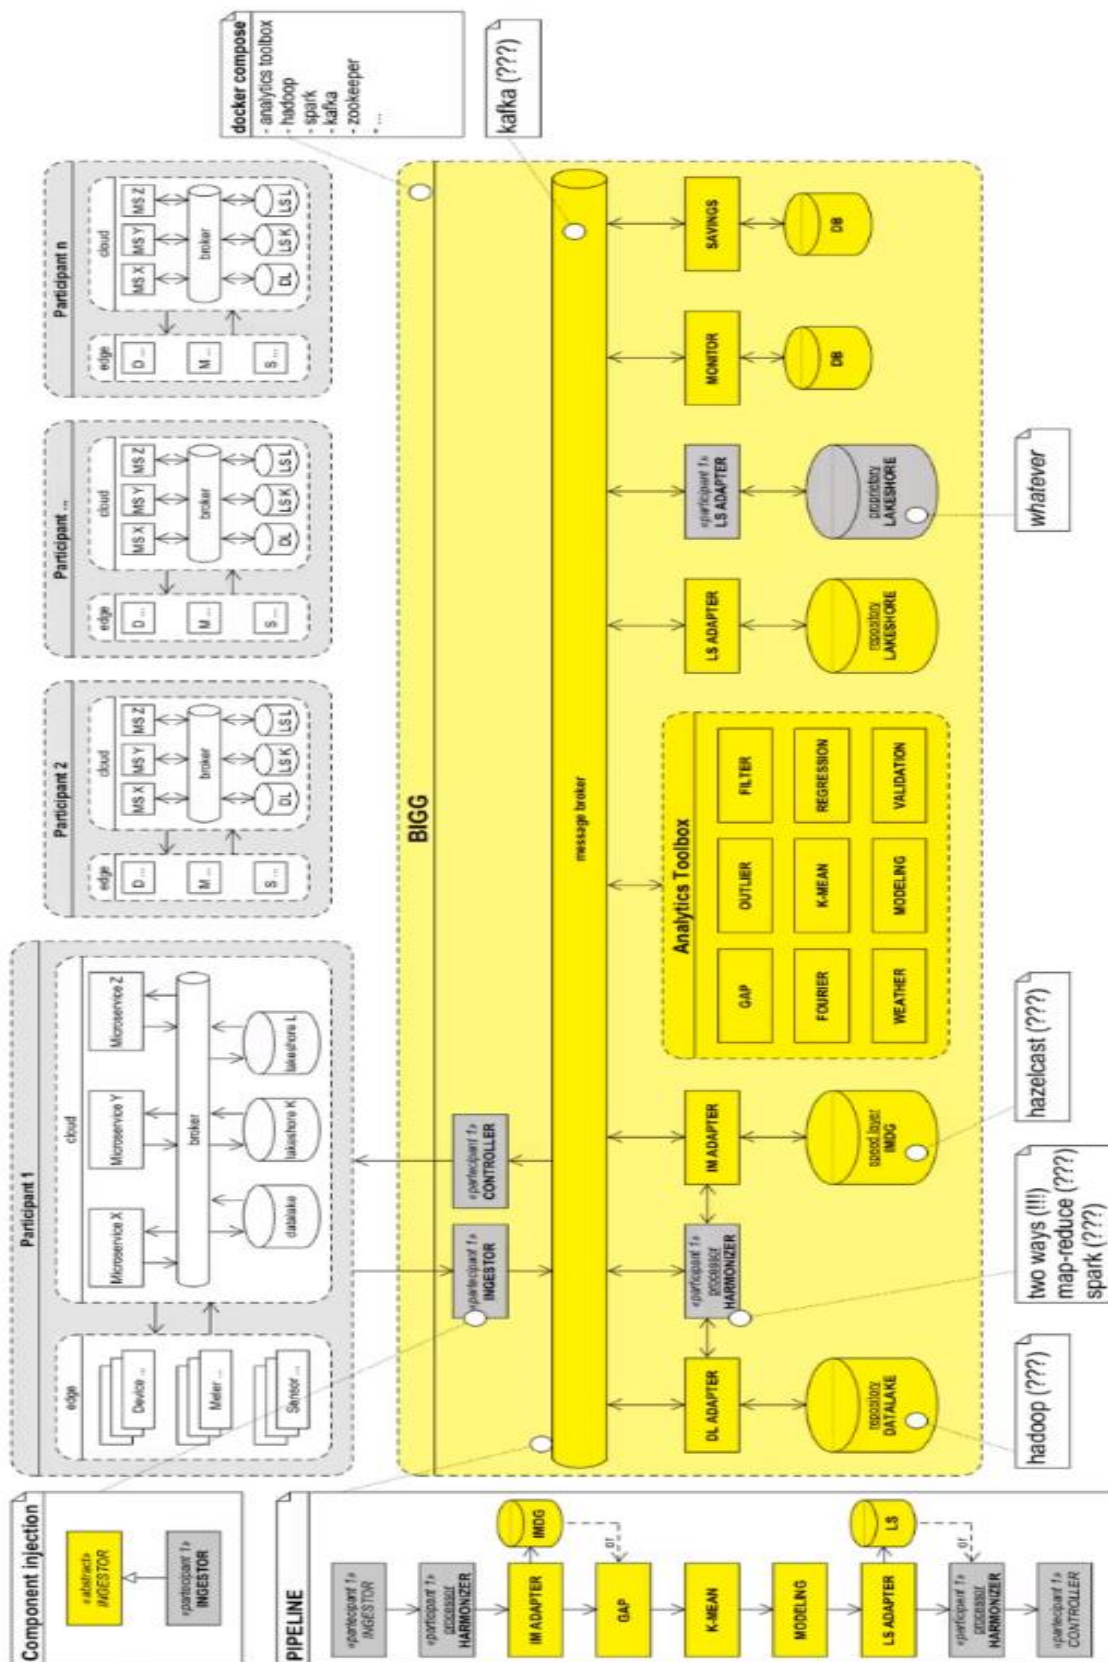 Component injection
«abstract»
INGESTOR
«partecipant 1»
INGESTOR
PIPELINE
«partecipant 1»
INGESTOR
«participant 1»
processor
HARMONIZER
IM ADAPTER
IMDG
or
GAP
K-MEAN
MODELNG
LS ADAPTER
LS
or
«participant 1»
processor
HARMONIZER
«partecipant 1»
CONTROLLER
Participant 1
edge
Device ...
Meter ...
Sensor ...
cloud
Microservice X
Microservice Y
Microservice Z
broker
datalake
lakeshore K
lakeshore L
Participant 2
edge
D ...
M ...
S ...
cloud
MS X
MS Y
MS Z
broker
DL
LS K
LS L
Participant ...
edge
D ...
M ...
S ...
cloud
MS X
MS Y
MS Z
broker
DL
LS K
LS L
Participant n
edge
D ...
M ...
S ...
cloud
MS X
MS Y
MS Z
broker
DL
LS K
LS L
docker compose
- analytics toolbox
- hadoop
- spark
- kafka
- zookeeper
- ...
kafka (???)
BIGG
«partecipant 1»
INGESTOR
«partecipant 1»
CONTROLLER
message broker
DL ADAPTER
«participant 1»
processor
HARMONIZER
IM ADAPTER
Analytics Toolbox
GAP
OUTLIER
FILTER
FOURIER
K-MEAN
REGRESSION
WEATHER
MODELING
VALIDATION
LS ADAPTER
«participant 1»
LS ADAPTER
MONITOR
SAVINGS
repository
DATALAKE
speed layer
IMDG
repository
LAKESHORE
proprietary
LAKESHORE
DB
DB
hadoop (???)
two ways (!!!)
map-reduce (???)
spark (???)
hazelcast (???)
whatever